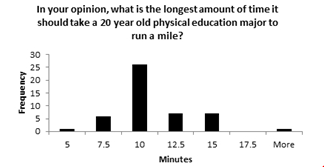 In your opinion, what is the longest amount of time it
should take a 20 year old physical education major to
run a mile?
30
25
20
15
10
5
0
Frequency
5 7.5 10 12.5 15 17.5 More
Minutes